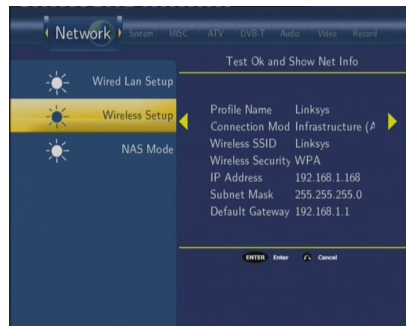 Network System MISC ATV DVB-T Audio Video Record
Test Ok and Show Net Info
Wired Lan Setup
Wireless Setup
NAS Mode
Profile Name Linksys
Connection Mod Infrastructure (A
Wireless SSID Linksys
Wireless Security WPA
IP Address 192.168.1.168
Subnet Mask 255.255.255.0
Default Gateway 192.168.1.1
ENTER Enter Cancel